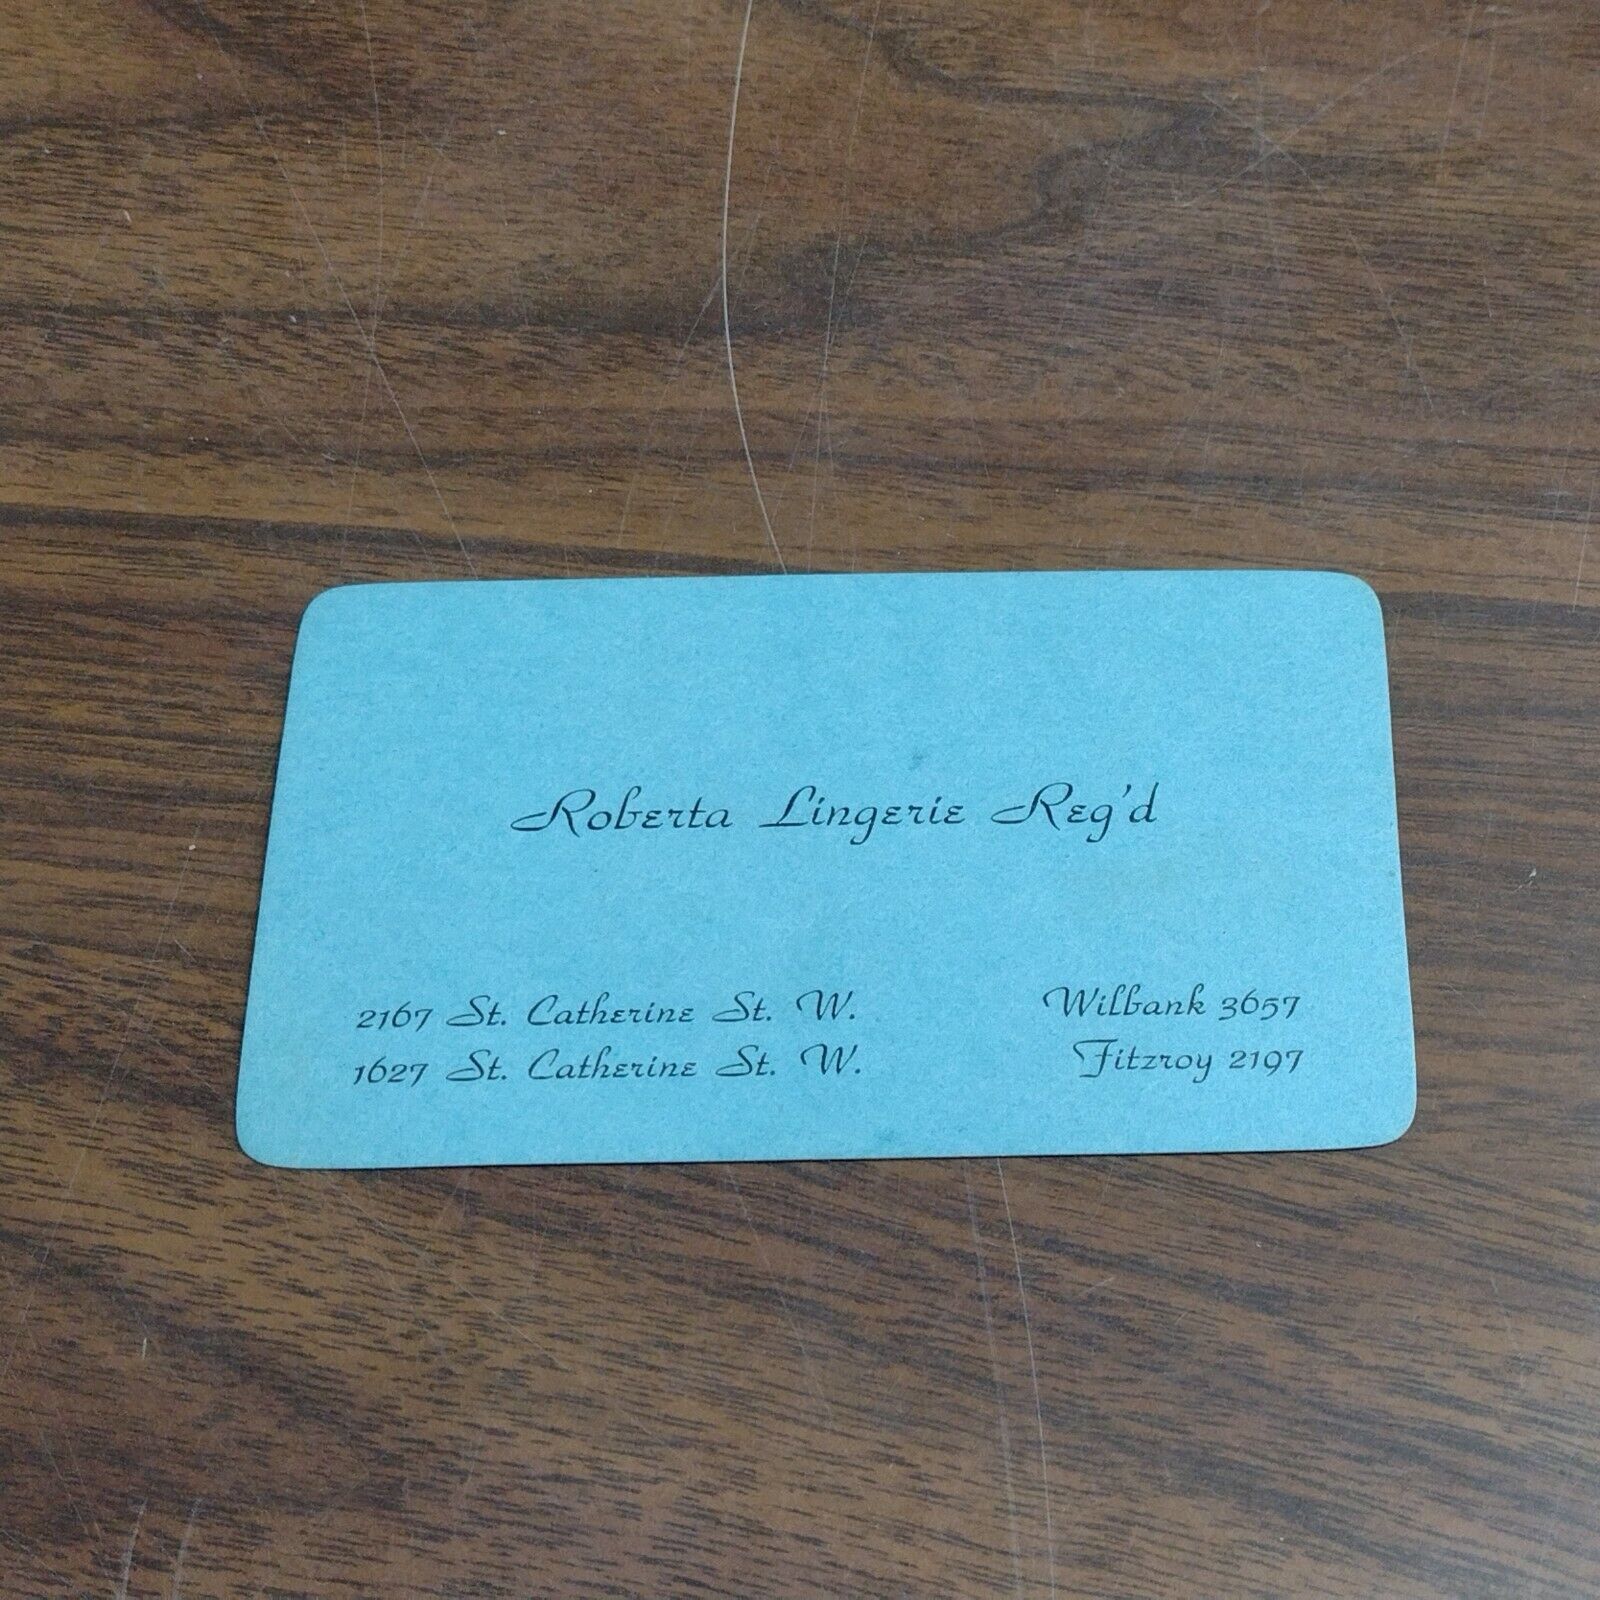 Roberta Lingerie Reg'd
2167 St. Catherine St. W. Wilbank 3657
1627 St. Catherine St. W. Fitzroy 2197